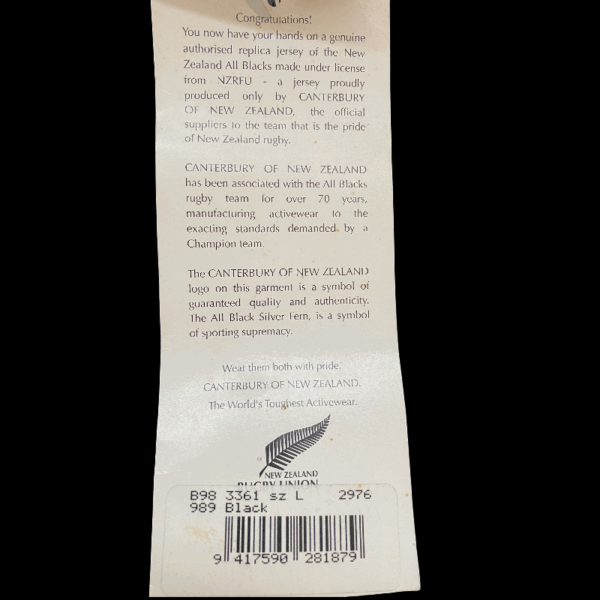 Congratulations!
You now have your hands on a genuine
authorised replica jersey of the New
Zealand All Blacks made under license
from NZRFU - a jersey proudly
produced only by CANTERBURY
OF NEW ZEALAND, the official
suppliers to the team that is the pride
of New Zealand rugby.
CANTERBURY OF NEW ZEALAND
has been associated with the All Blacks
rugby team for over 70 years,
manufacturing activewear to the
exacting standards demanded by a
Champion team.
The CANTERBURY OF NEW ZEALAND
logo on this garment is a symbol of
guaranteed quality and authenticity.
The All Black Silver Fern, is a symbol
of sporting supremacy.
Wear them both with pride.
CANTERBURY OF NEW ZEALAND.
The World's Toughest Activewear.
NEW ZEALAND
RUGBY UNION
B98 3361 sz L 2976
989 Black
9 417590 281879